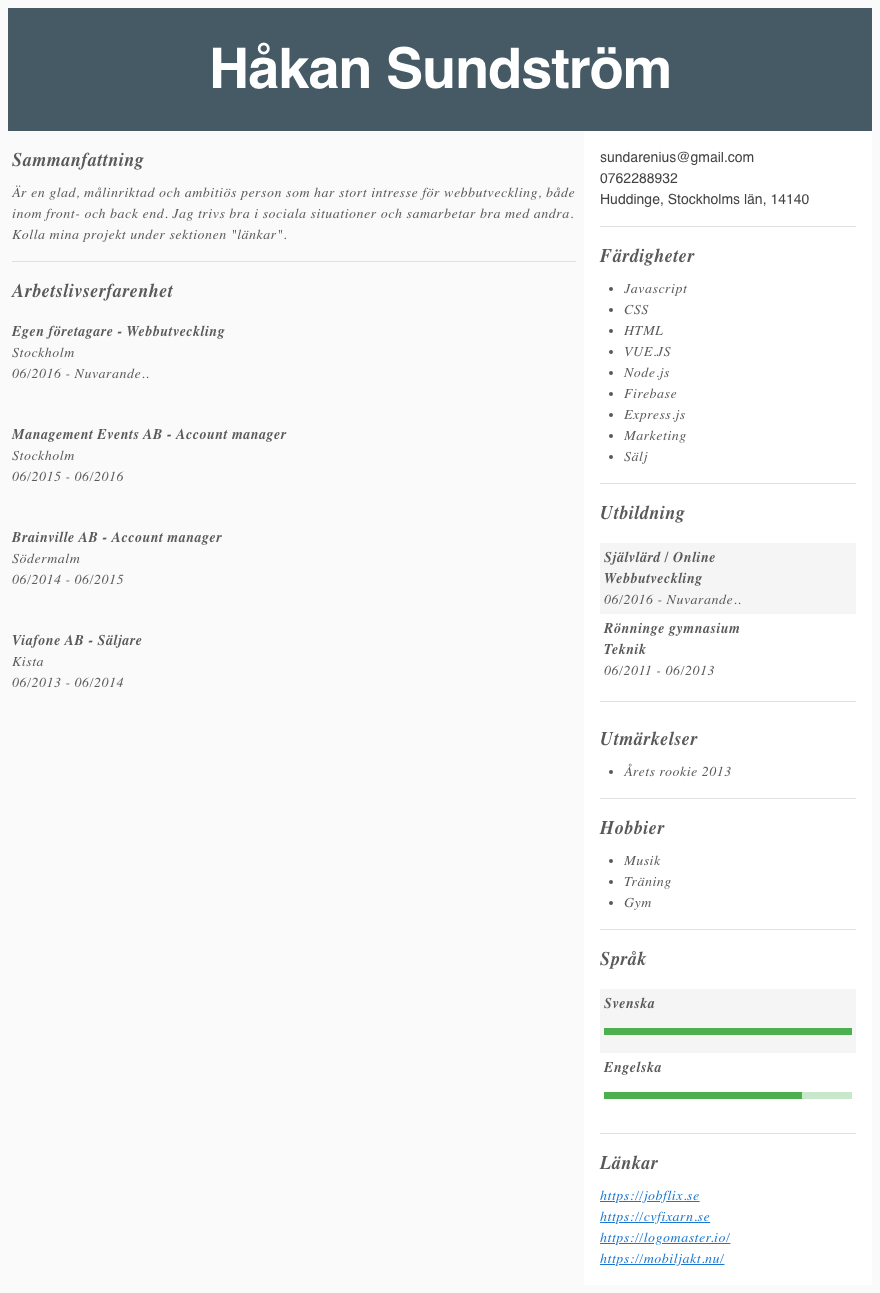 Håkan Sundström
Sammanfattning
Är en glad, målinriktad och ambitiös person som har stort intresse för webbutveckling, både
inom front- och back end. Jag trivs bra i sociala situationer och samarbetar bra med andra.
Kolla mina projekt under sektionen "länkar".
Arbetslivserfarenhet
Egen företagare - Webbutveckling
Stockholm
06/2016 - Nuvarande..
Management Events AB - Account manager
Stockholm
06/2015 - 06/2016
Brainville AB - Account manager
Södermalm
06/2014 - 06/2015
Viafone AB - Säljare
Kista
06/2013 - 06/2014
sundarenius@gmail.com
0762288932
Huddinge, Stockholms län, 14140
Färdigheter
• Javascript
• CSS
• HTML
• VUE.JS
• Node.js
• Firebase
• Express.js
• Marketing
• Sälj
Utbildning
Självlärd / Online
Webbutveckling
06/2016 - Nuvarande..
Rönninge gymnasium
Teknik
06/2011 - 06/2013
Utmärkelser
• Årets rookie 2013
Hobbier
• Musik
• Träning
• Gym
Språk
Svenska
Engelska
Länkar
https://jobflix.se
https://cvfixarn.se
https://logomaster.io/
https://mobiljakt.nu/